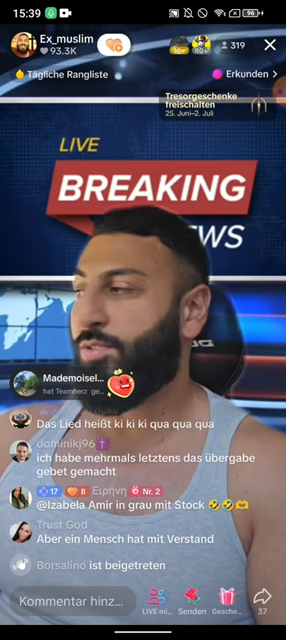 15:39
96
Ex_muslim
93.3K
319
Tägliche Rangliste
Erkunden >
Tresorgeschenke
freischalten
25. Juni–2. Juli
LIVE
BREAKING
EWS
Mademoisel...
hat Teamherz ge...
Das Lied heißt ki ki ki qua qua qua
dominikj96
ich habe mehrmals letztens das übergabe
gebet gemacht
17 II Ειρήνη Nr. 2
@Izabela Amir in grau mit Stock 🤣🤣🫶
Trust God
Aber ein Mensch hat mit Verstand
Borsalino ist beigetreten
Kommentar hinz...
LIVE mi...
Senden
Gesche...
37